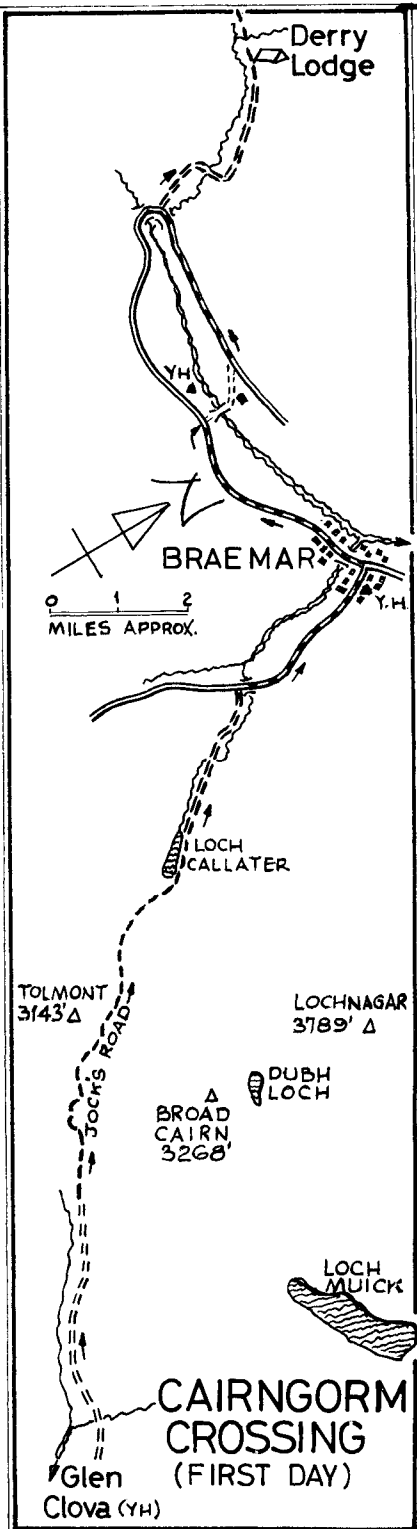 Derry
Lodge
YH
BRAEMAR
0 1 2
MILES APPROX.
Y.H.
LOCH
CALLATER
TOLMONT
3143' Δ
LOCHNAGAR
3789' Δ
JOCK'S ROAD
DUBH
LOCH
Δ
BROAD
CAIRN
3268'
LOCH
MUICK
CAIRNGORM
CROSSING
(FIRST DAY)
Glen
Clova (YH)